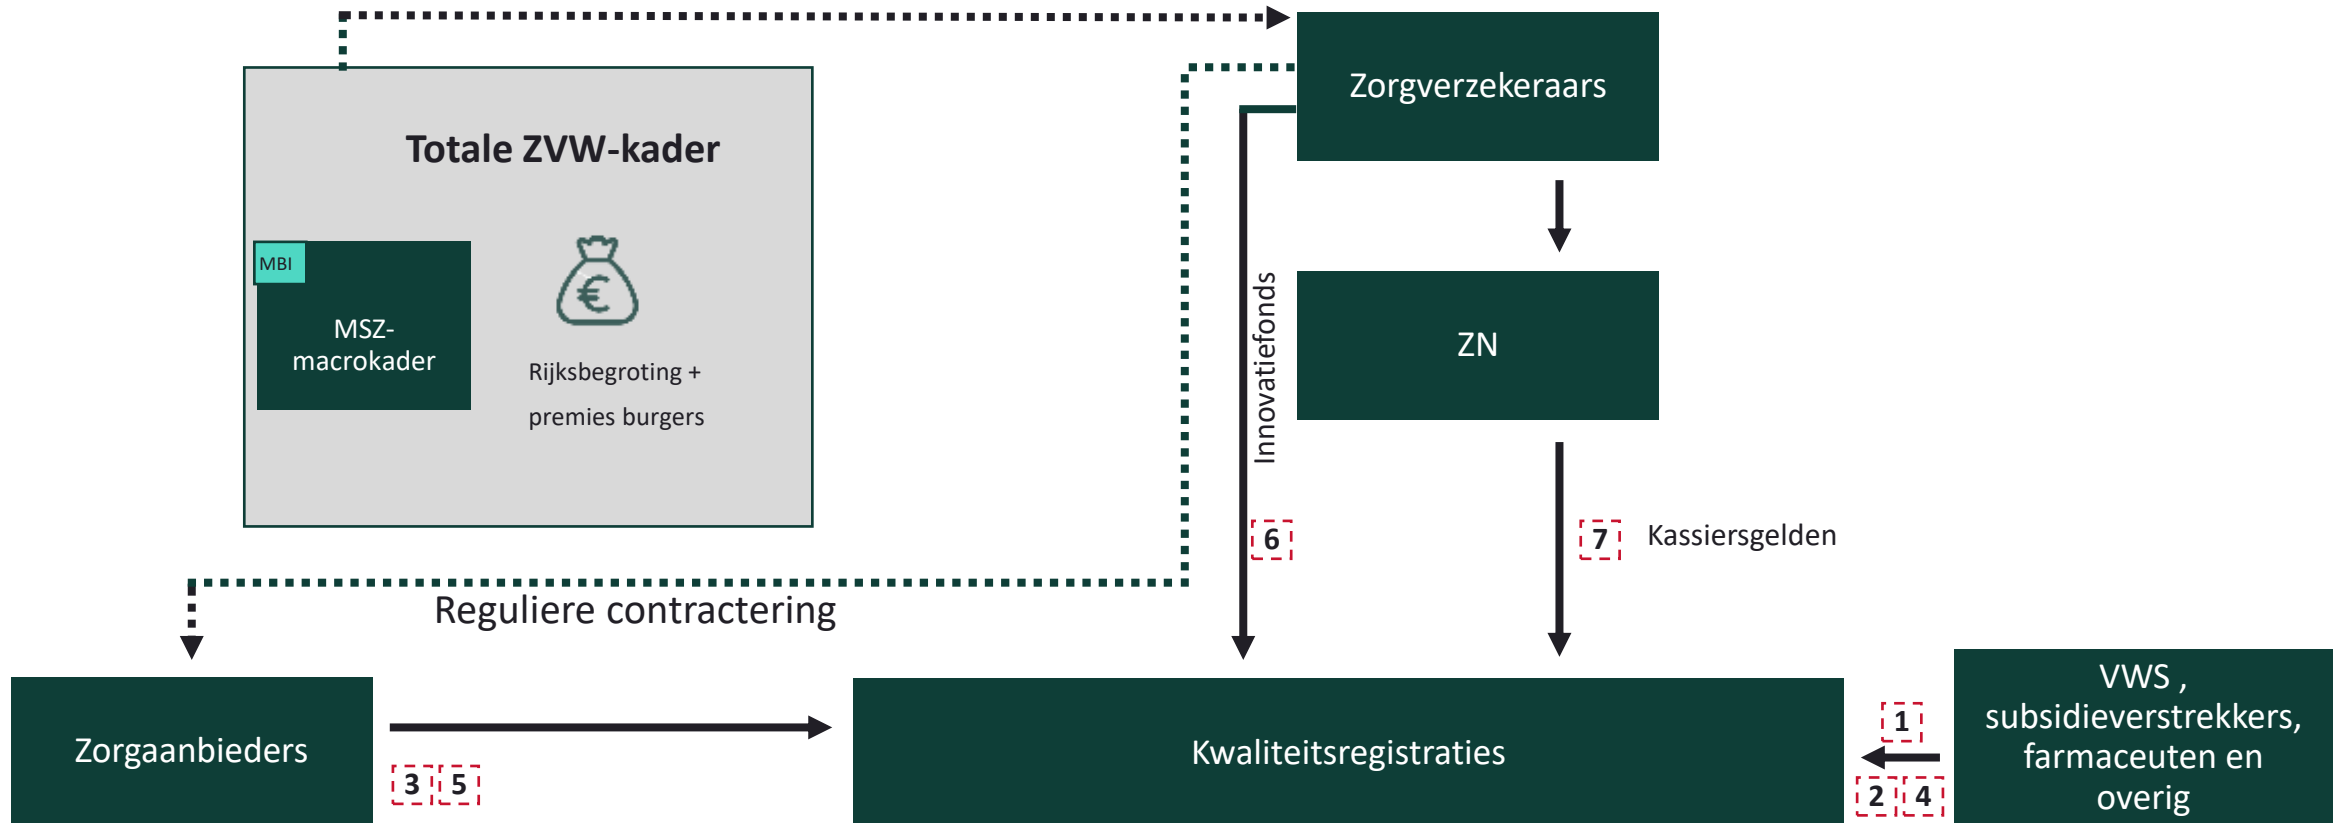 Zorgverzekeraars
Totale ZVW-kader
MBI
MSZ-
macrokader
Rijksbegroting +
premies burgers
Innovatiefonds
ZN
6
7
Kassiersgelden
Reguliere contractering
Zorgaanbieders
3
5
Kwaliteitsregistraties
1
2
4
VWS ,
subsidieverstrekkers,
farmaceuten en
overig